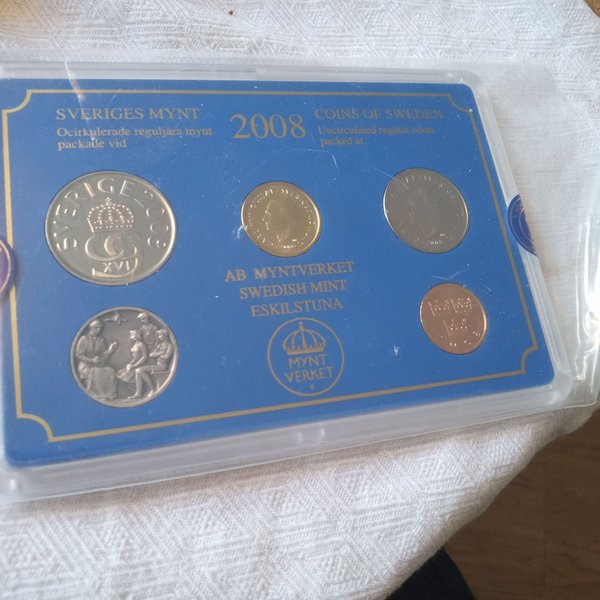 SVERIGES MYNT
Ocirkulerade reguljära mynt
packade vid
2008
COINS OF SWEDEN
Uncirculated regular coins
packed at
SVERIGE 2008
XVI
AB MYNTVERKET
SWEDISH MINT
ESKILSTUNA
MYNT
VERKET